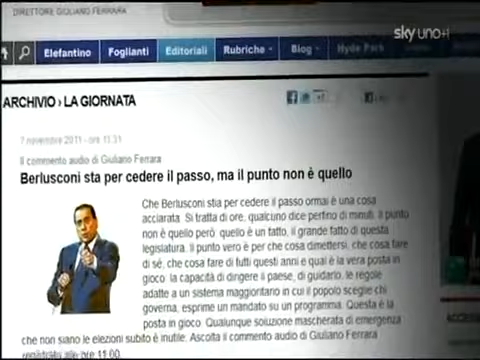 DIRETTORE GIULIANO FERRARA
sky uno+1
Elefantino Foglianti Editoriali Rubriche Blog Hyde Park
ARCHIVIO › LA GIORNATA
7 novembre 2011 - ore 11.31
Il commento audio di Giuliano Ferrara
Berlusconi sta per cedere il passo, ma il punto non è quello
Che Berlusconi stia per cedere il passo ormai è una cosa
acclarata. Si tratta di ore, qualcuno dice perfino di minuti. Il punto
non è quello però: quello è un fatto, il grande fatto di questa
legislatura. Il punto vero è per che cosa dimettersi, che cosa fare
di sé, che cosa fare di tutti questi anni e qual è la vera posta in
gioco: la capacità di dirigere il paese, di guidarlo, le regole
adatte a un sistema maggioritario in cui il popolo sceglie chi
governa, esprime un mandato su un programma. Questa è la
posta in gioco. Qualunque soluzione mascherata di emergenza
che non siano le elezioni subito è inutile. Ascolta il commento audio di Giuliano Ferrara
registrato alle ore 11:00